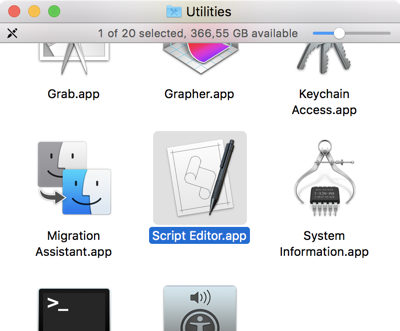 Utilities
1 of 20 selected, 366,55 GB available
Grab.app
Grapher.app
Keychain
Access.app
Migration
Assistant.app
Script Editor.app
System
Information.app
>_